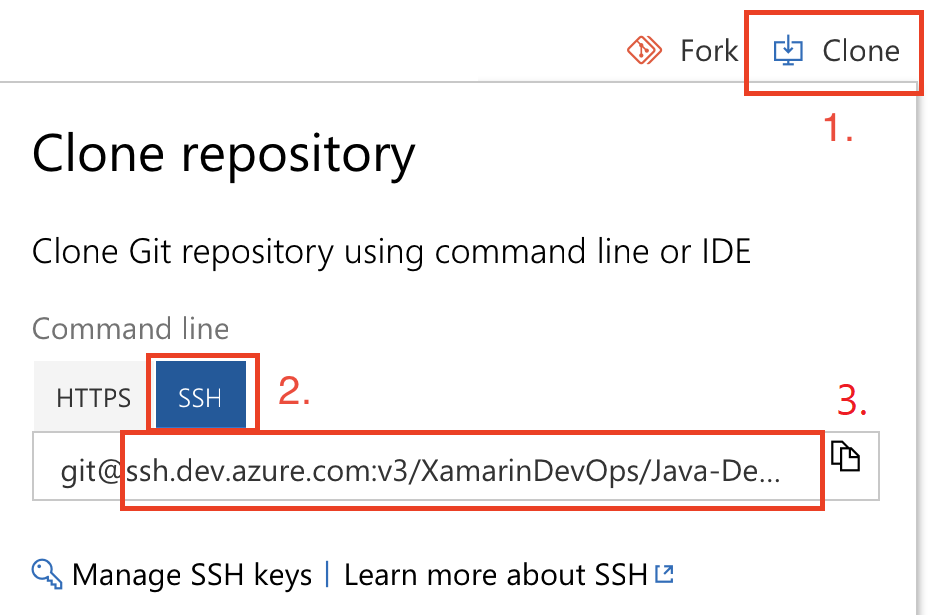 Fork Clone
1.
Clone repository
Clone Git repository using command line or IDE
Command line
HTTPS SSH 2.
3.
git@ssh.dev.azure.com:v3/XamarinDevOps/Java-De...
Manage SSH keys | Learn more about SSH